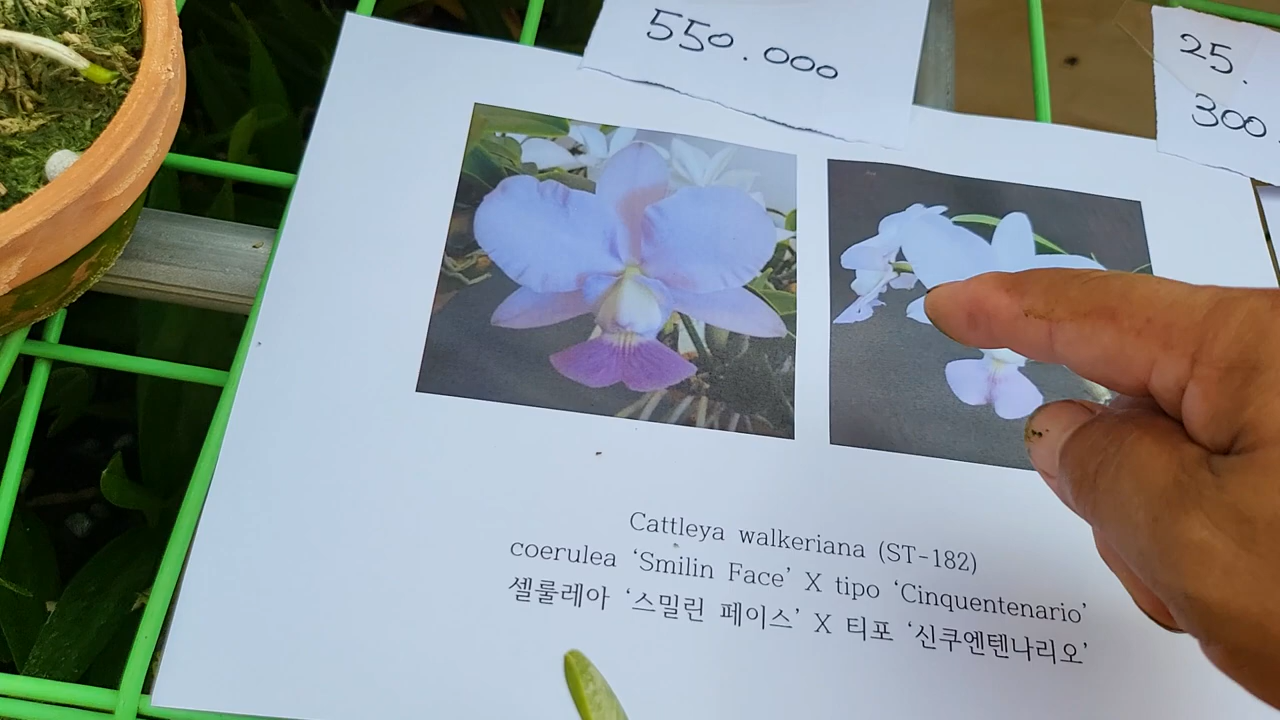 550.000
25.
300
Cattleya walkeriana (ST-182)
coerulea ‘Smilin Face’ X tipo ‘Cinquentenario’
셀룰레아 ‘스밀린 페이스’ X 티포 ‘신쿠엔텐나리오’